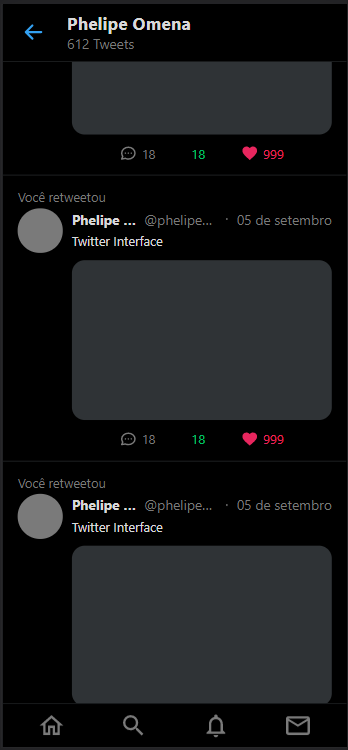 Phelipe Omena
612 Tweets
18 18 999
Você retweetou
Phelipe ... @phelipe... · 05 de setembro
Twitter Interface
18 18 999
Você retweetou
Phelipe ... @phelipe... · 05 de setembro
Twitter Interface